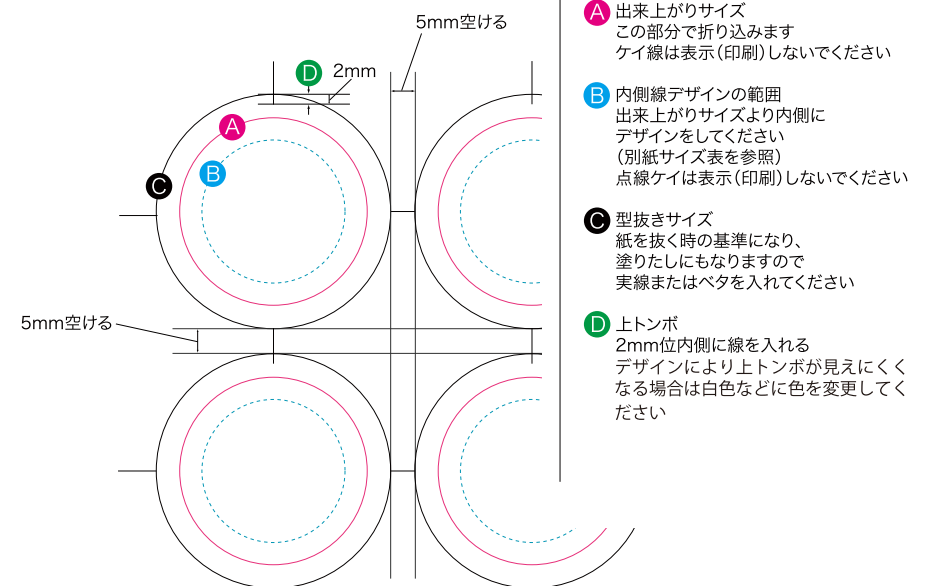 5mm空ける
D
2mm
A
B
C
5mm空ける
A 出来上がりサイズ
この部分で折り込みます
ケイ線は表示（印刷）しないでください
B 内側線デザインの範囲
出来上がりサイズより内側に
デザインをしてください
（別紙サイズ表を参照）
点線ケイは表示（印刷）しないでください
C 型抜きサイズ
紙を抜く時の基準になり、
塗りたしにもなりますので
実線またはベタを入れてください
D 上トンボ
2mm位内側に線を入れる
デザインにより上トンボが見えにくく
なる場合は白色などに色を変更してく
ださい